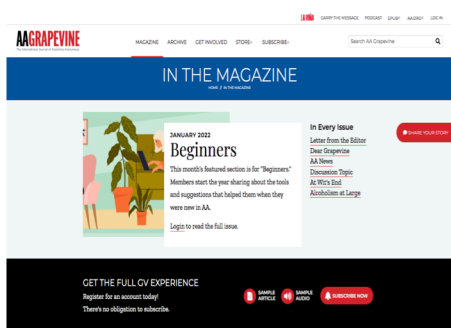 LA VIÑA CARRY THE MESSAGE PODCAST EPUB AA.ORG LOG IN
AAGRAPEVINE
The International Journal of Alcoholics Anonymous
MAGAZINE ARCHIVE GET INVOLVED STORE SUBSCRIBE
Search AA Grapevine
IN THE MAGAZINE
HOME // IN THE MAGAZINE
JANUARY 2022
Beginners
This month's featured section is for "Beginners."
Members start the year sharing about the tools
and suggestions that helped them when they
were new in AA.
Login to read the full issue.
In Every Issue
Letter from the Editor
Dear Grapevine
AA News
Discussion Topic
At Wit's End
Alcoholism at Large
SHARE YOUR STORY
GET THE FULL GV EXPERIENCE
Register for an account today!
There's no obligation to subscribe.
SAMPLE
ARTICLE
SAMPLE
AUDIO
SUBSCRIBE NOW